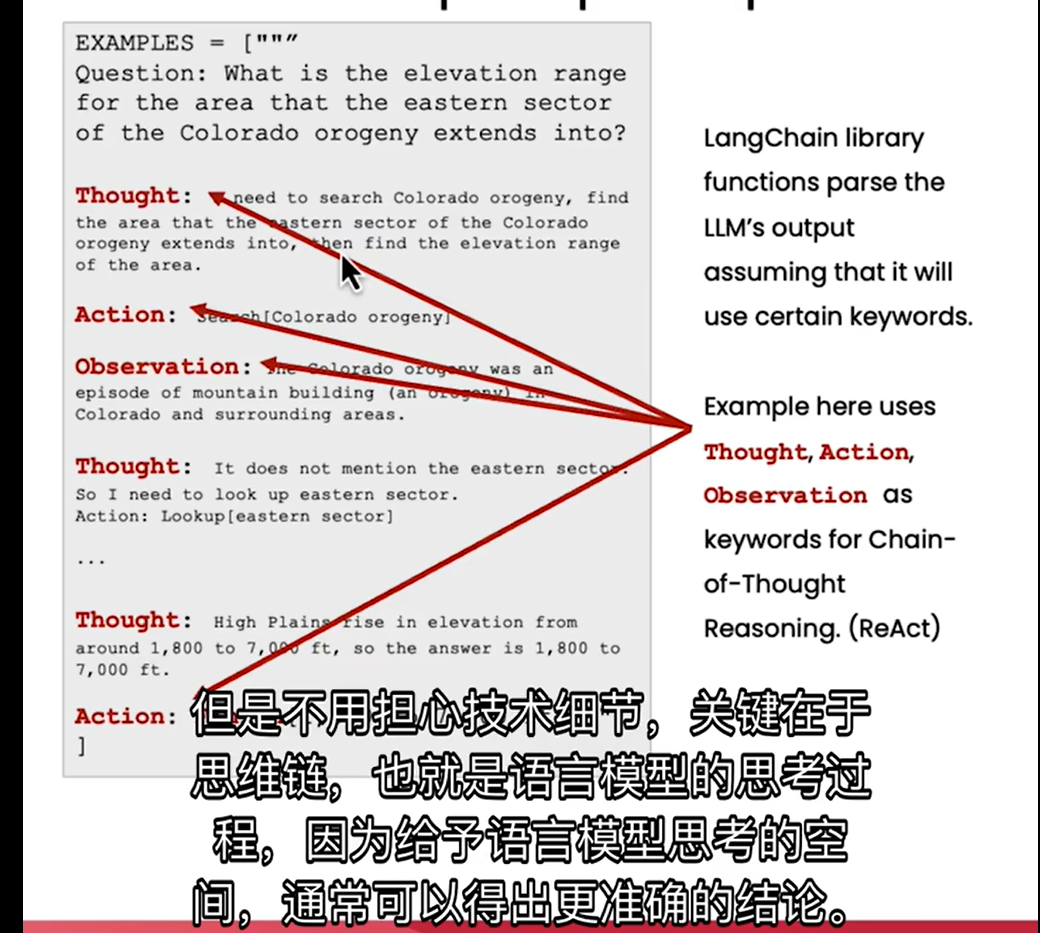 EXAMPLES = ["""
Question: What is the elevation range
for the area that the eastern sector
of the Colorado orogeny extends into?
Thought: need to search Colorado orogeny, find
the area that the eastern sector of the Colorado
orogeny extends into, then find the elevation range
of the area.
Action: Search[Colorado orogeny]
Observation: The Colorado orogeny was an
episode of mountain building (an orogeny) in
Colorado and surrounding areas.
Thought: It does not mention the eastern sector.
So I need to look up eastern sector.
Action: Lookup[eastern sector]
...
Thought: High Plains rise in elevation from
around 1,800 to 7,000 ft, so the answer is 1,800 to
7,000 ft.
Action:
]
LangChain library
functions parse the
LLM’s output
assuming that it will
use certain keywords.
Example here uses
Thought, Action,
Observation as
keywords for Chain-
of-Thought
Reasoning. (ReAct)
但是不用担心技术细节，关键在于
思维链，也就是语言模型的思考过
程，因为给予语言模型思考的空
间，通常可以得出更准确的结论。